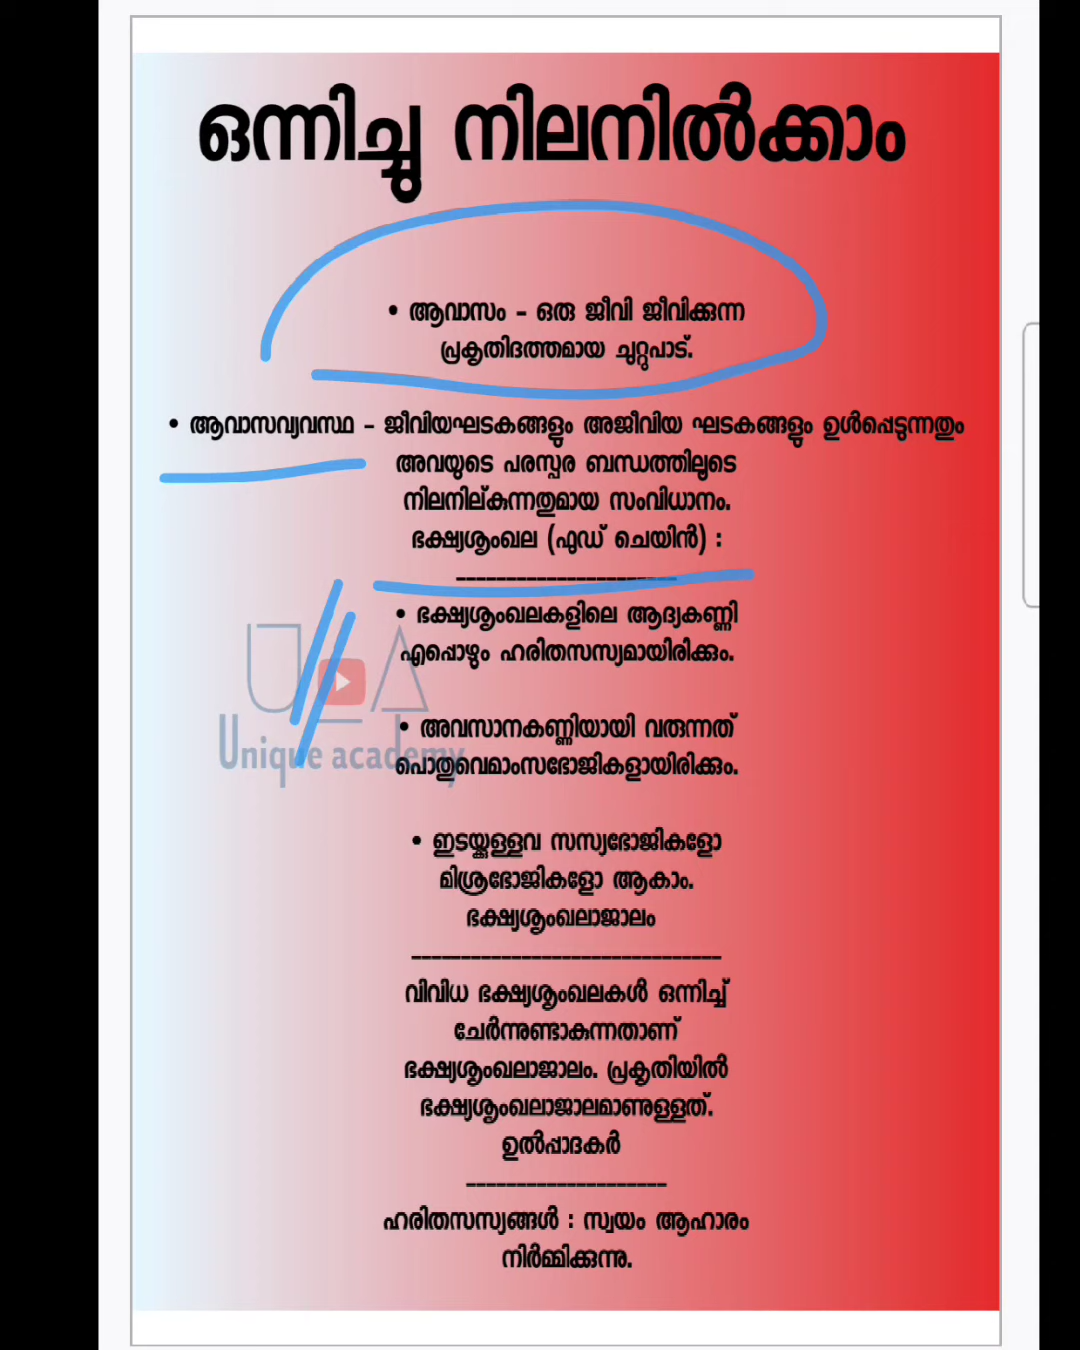 ഒന്നിച്ചു നിലനിൽക്കാം
• ആവാസം – ഒരു ജീവി ജീവിക്കുന്ന
പ്രകൃതിദത്തമായ ചുറ്റുപാട്.
• ആവാസവ്യവസ്ഥ – ജീവിയഘടകങ്ങളും അജീവിയ ഘടകങ്ങളും ഉൾപ്പെടുന്നതും
അവയുടെ പരസ്പര ബന്ധത്തിലൂടെ
നിലനില്കുന്നതുമായ സംവിധാനം.
ഭക്ഷ്യശൃംഖല (ഫുഡ് ചെയിൻ) :
----------------------
• ഭക്ഷ്യശൃംഖലകളിലെ ആദ്യകണ്ണി
എപ്പൊഴും ഹരിതസസ്യമായിരിക്കും.
UA
Unique academy
• അവസാനകണ്ണിയായി വരുന്നത്
പൊതുവെമാംസഭോജികളായിരിക്കും.
• ഇടയ്ക്കുള്ളവ സസ്യഭോജികളോ
മിശ്രഭോജികളോ ആകാം.
ഭക്ഷ്യശൃംഖലാജാലം
-------------------------------
വിവിധ ഭക്ഷ്യശൃംഖലകൾ ഒന്നിച്ച്
ചേർന്നുണ്ടാകുന്നതാണ്
ഭക്ഷ്യശൃംഖലാജാലം. പ്രകൃതിയിൽ
ഭക്ഷ്യശൃംഖലാജാലമാണുള്ളത്.
ഉൽപ്പാദകർ
--------------------
ഹരിതസസ്യങ്ങൾ : സ്വയം ആഹാരം
നിർമ്മിക്കുന്നു.